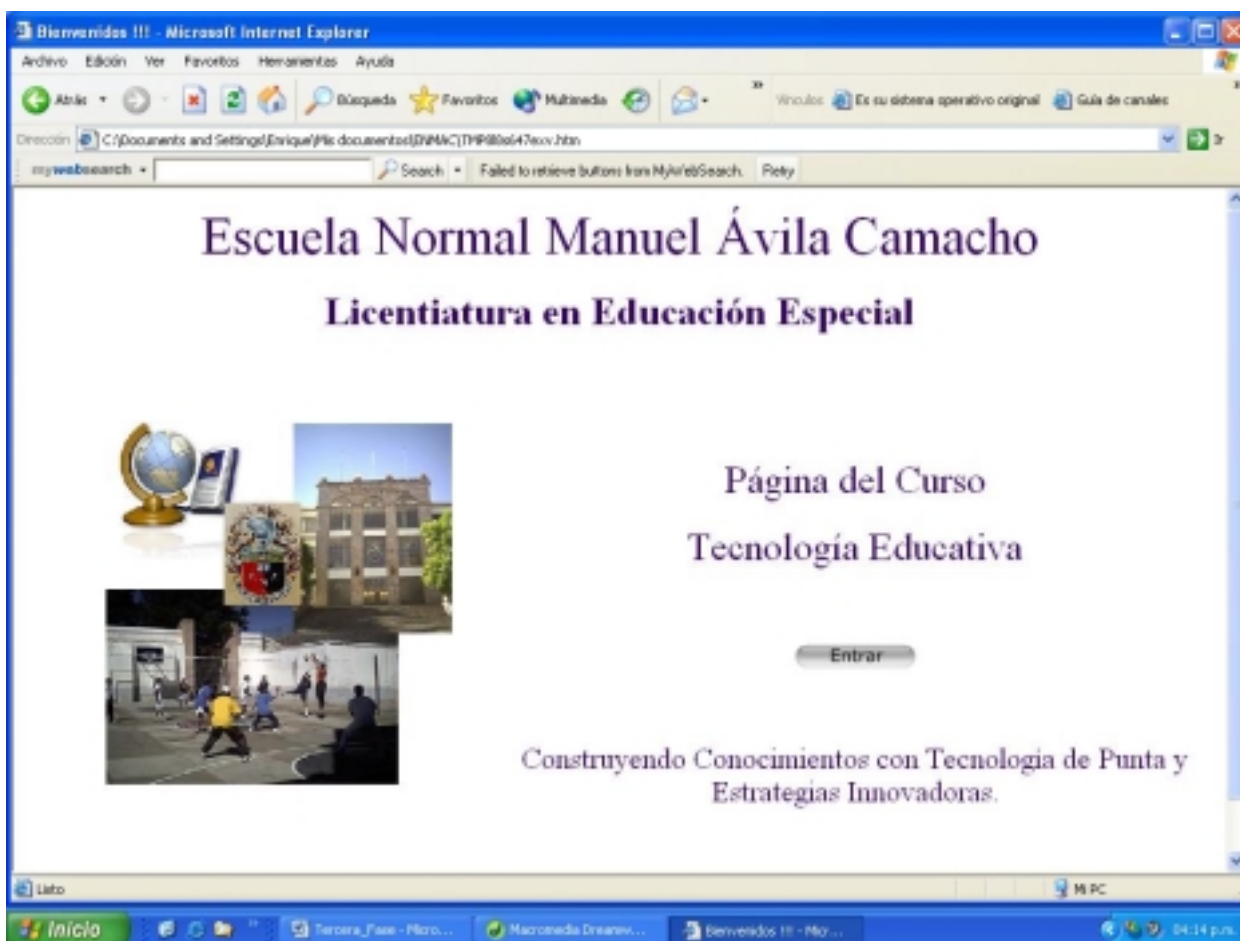 Bienvenidos !!! - Microsoft Internet Explorer
Archivo Edición Ver Favoritos Herramientas Ayuda
Atrás Búsqueda Favoritos Multimedia Vínculos Es su sistema operativo original Guía de canales
Dirección C:\Documents and Settings\Enrique\Mis documentos\ENMAC\ Ir
mywebsearch Search Failed to retrieve buttons from MyWebSearch. Retry
Escuela Normal Manuel Ávila Camacho
Licentiatura en Educación Especial
Página del Curso
Tecnología Educativa
Entrar
Construyendo Conocimientos con Tecnologia de Punta y
Estrategias Innovadoras.
Listo Mi PC
Inicio Tercera_Fase - Micro... Macromedia Dreamw... Bienvenidos !!! - Micr... 04:14 p.m.